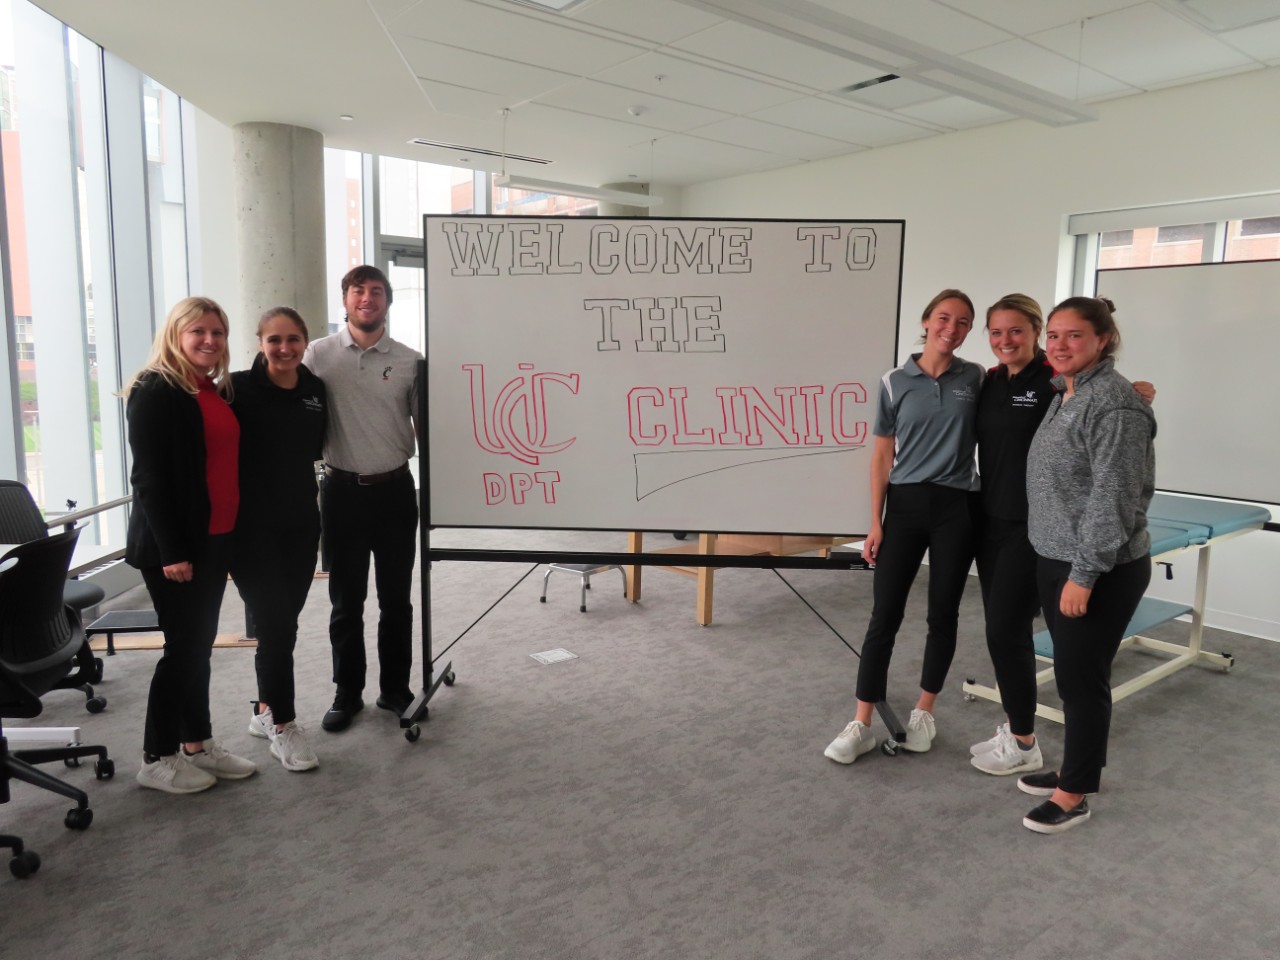 WELCOME TO
THE
UC CLINIC
DPT